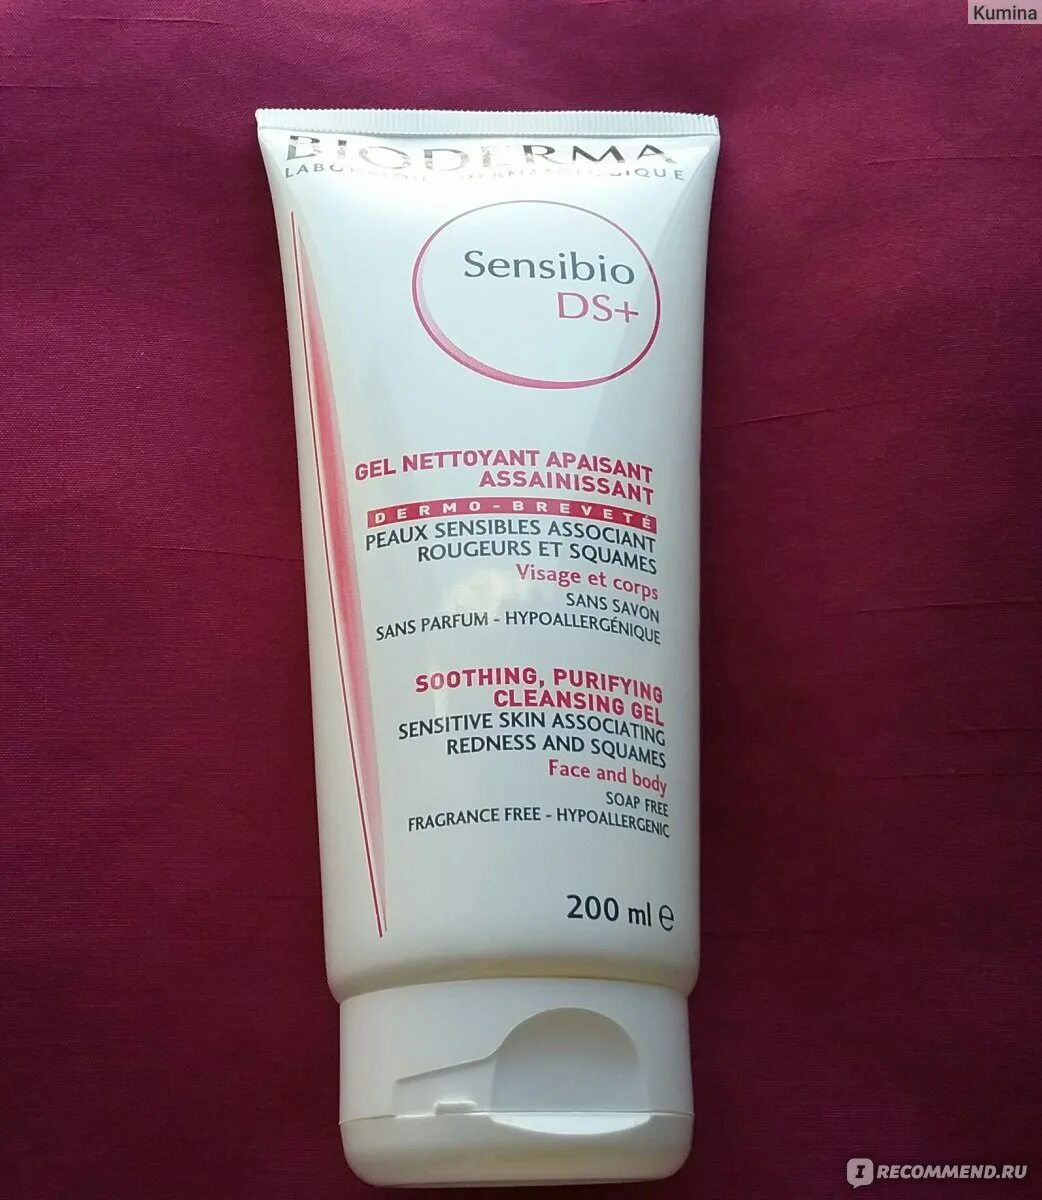 Kumina
BIODERMA
LABORATOIRE DERMATOLOGIQUE
Sensibio
DS+
GEL NETTOYANT APAISANT
ASSAINISSANT
DERMO-BREVETÉ
PEAUX SENSIBLES ASSOCIANT
ROUGEURS ET SQUAMES
Visage et corps
SANS SAVON
SANS PARFUM - HYPOALLERGÉNIQUE
SOOTHING, PURIFYING
CLEANSING GEL
SENSITIVE SKIN ASSOCIATING
REDNESS AND SQUAMES
Face and body
SOAP FREE
FRAGRANCE FREE - HYPOALLERGENIC
200 ml e
IRECOMMEND.RU